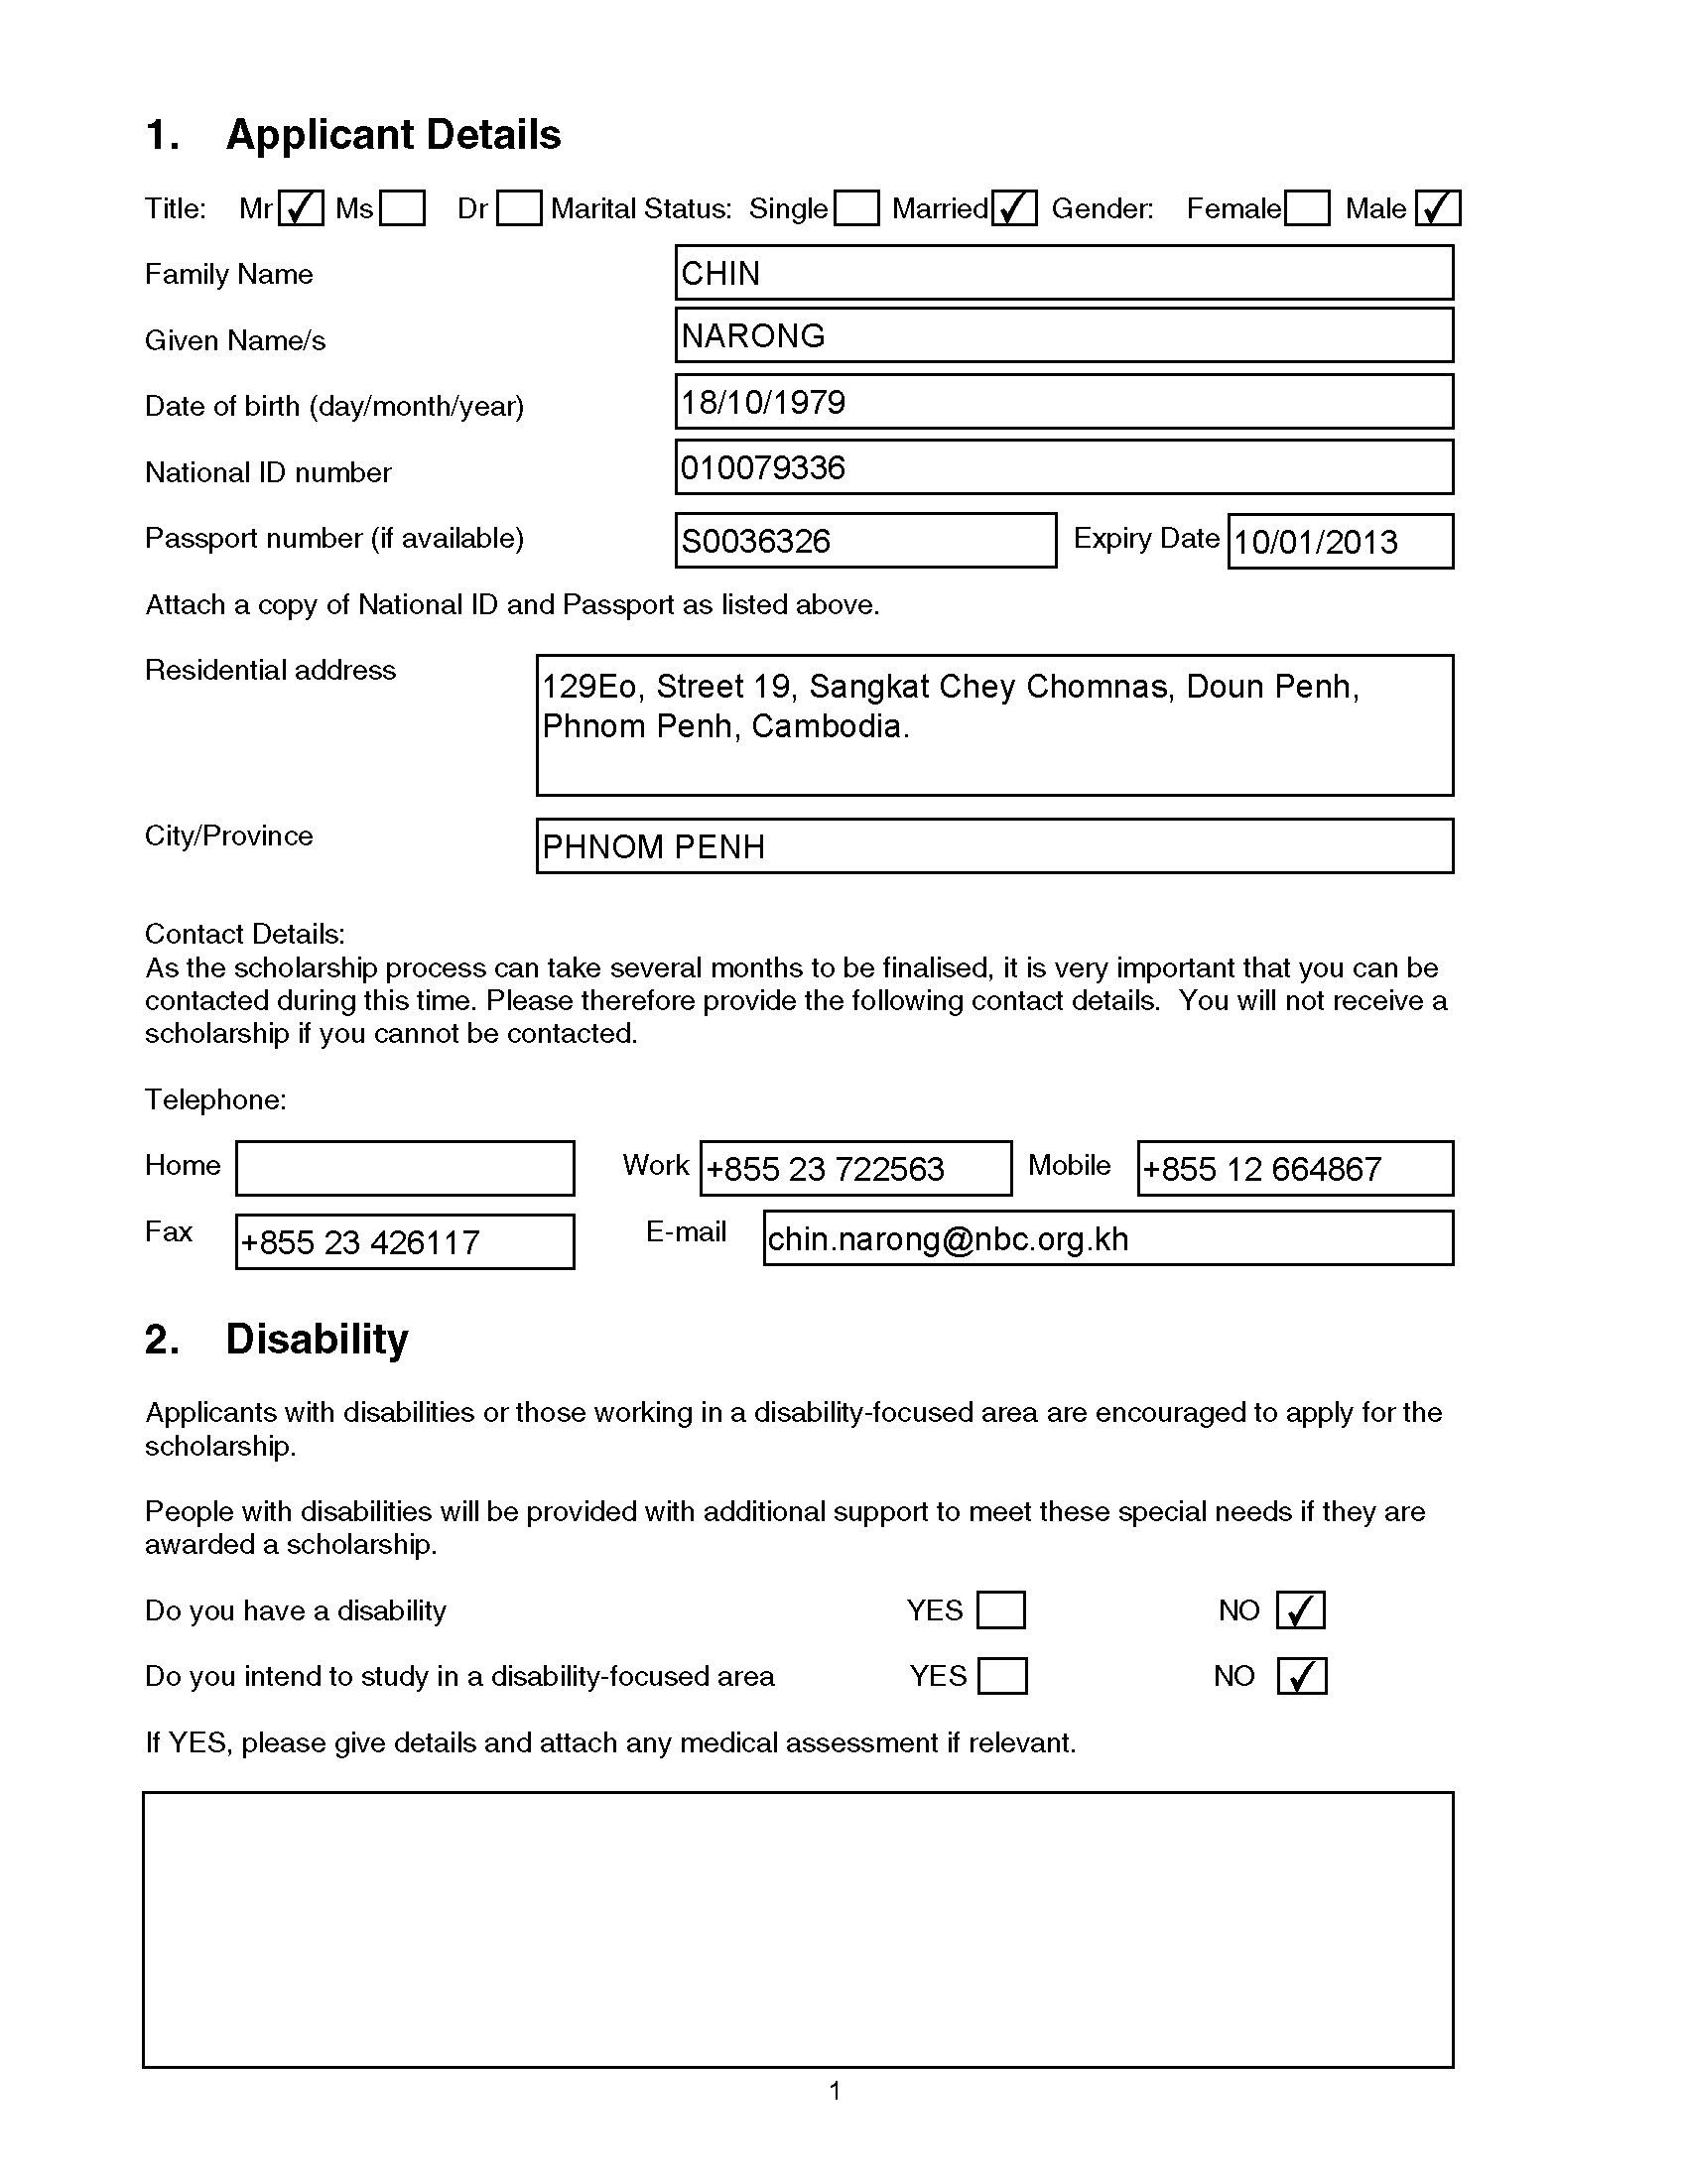 1. Applicant Details
Title: Mr ✓ Ms Dr Marital Status: Single Married ✓ Gender: Female Male ✓
Family Name CHIN
Given Name/s NARONG
Date of birth (day/month/year) 18/10/1979
National ID number 010079336
Passport number (if available) S0036326 Expiry Date 10/01/2013
Attach a copy of National ID and Passport as listed above.
Residential address 129Eo, Street 19, Sangkat Chey Chomnas, Doun Penh,
Phnom Penh, Cambodia.
City/Province PHNOM PENH
Contact Details:
As the scholarship process can take several months to be finalised, it is very important that you can be
contacted during this time. Please therefore provide the following contact details. You will not receive a
scholarship if you cannot be contacted.
Telephone:
Home Work +855 23 722563 Mobile +855 12 664867
Fax +855 23 426117 E-mail chin.narong@nbc.org.kh
2. Disability
Applicants with disabilities or those working in a disability-focused area are encouraged to apply for the
scholarship.
People with disabilities will be provided with additional support to meet these special needs if they are
awarded a scholarship.
Do you have a disability YES NO ✓
Do you intend to study in a disability-focused area YES NO ✓
If YES, please give details and attach any medical assessment if relevant.
1